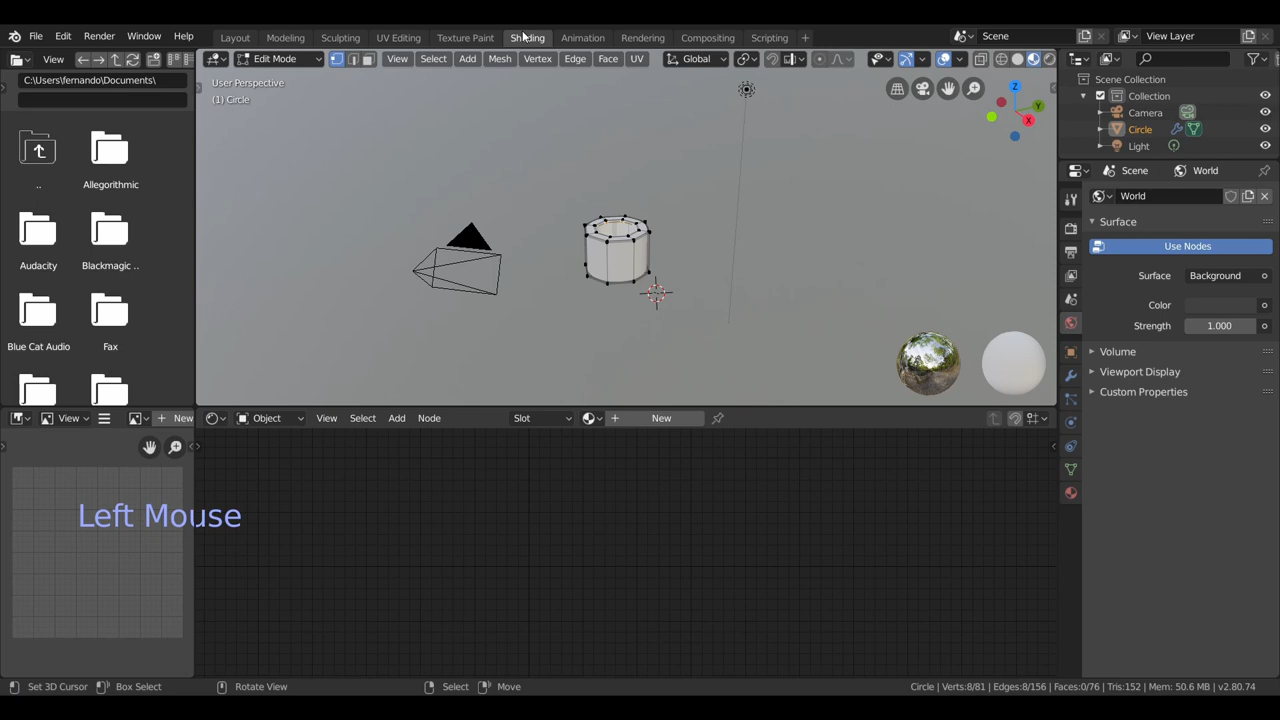 File Edit Render Window Help Layout Modeling Sculpting UV Editing Texture Paint Shading Animation Rendering Compositing Scripting + Scene View Layer
View Edit Mode View Select Add Mesh Vertex Edge Face UV Global
C:\Users\fernando\Documents\
User Perspective
(1) Circle
.. Allegorithmic
Audacity Blackmagic ..
Blue Cat Audio Fax
Z
Y
X
Scene Collection
Collection
Camera
Circle
Light
Scene World
World
Surface
Use Nodes
Surface Background
Color
Strength 1.000
Volume
Viewport Display
Custom Properties
View + New Object View Select Add Node Slot + New
Left Mouse
Set 3D Cursor Box Select Rotate View Select Move Circle | Verts:8/81 | Edges:8/156 | Faces:0/76 | Tris:152 | Mem: 50.6 MB | v2.80.74